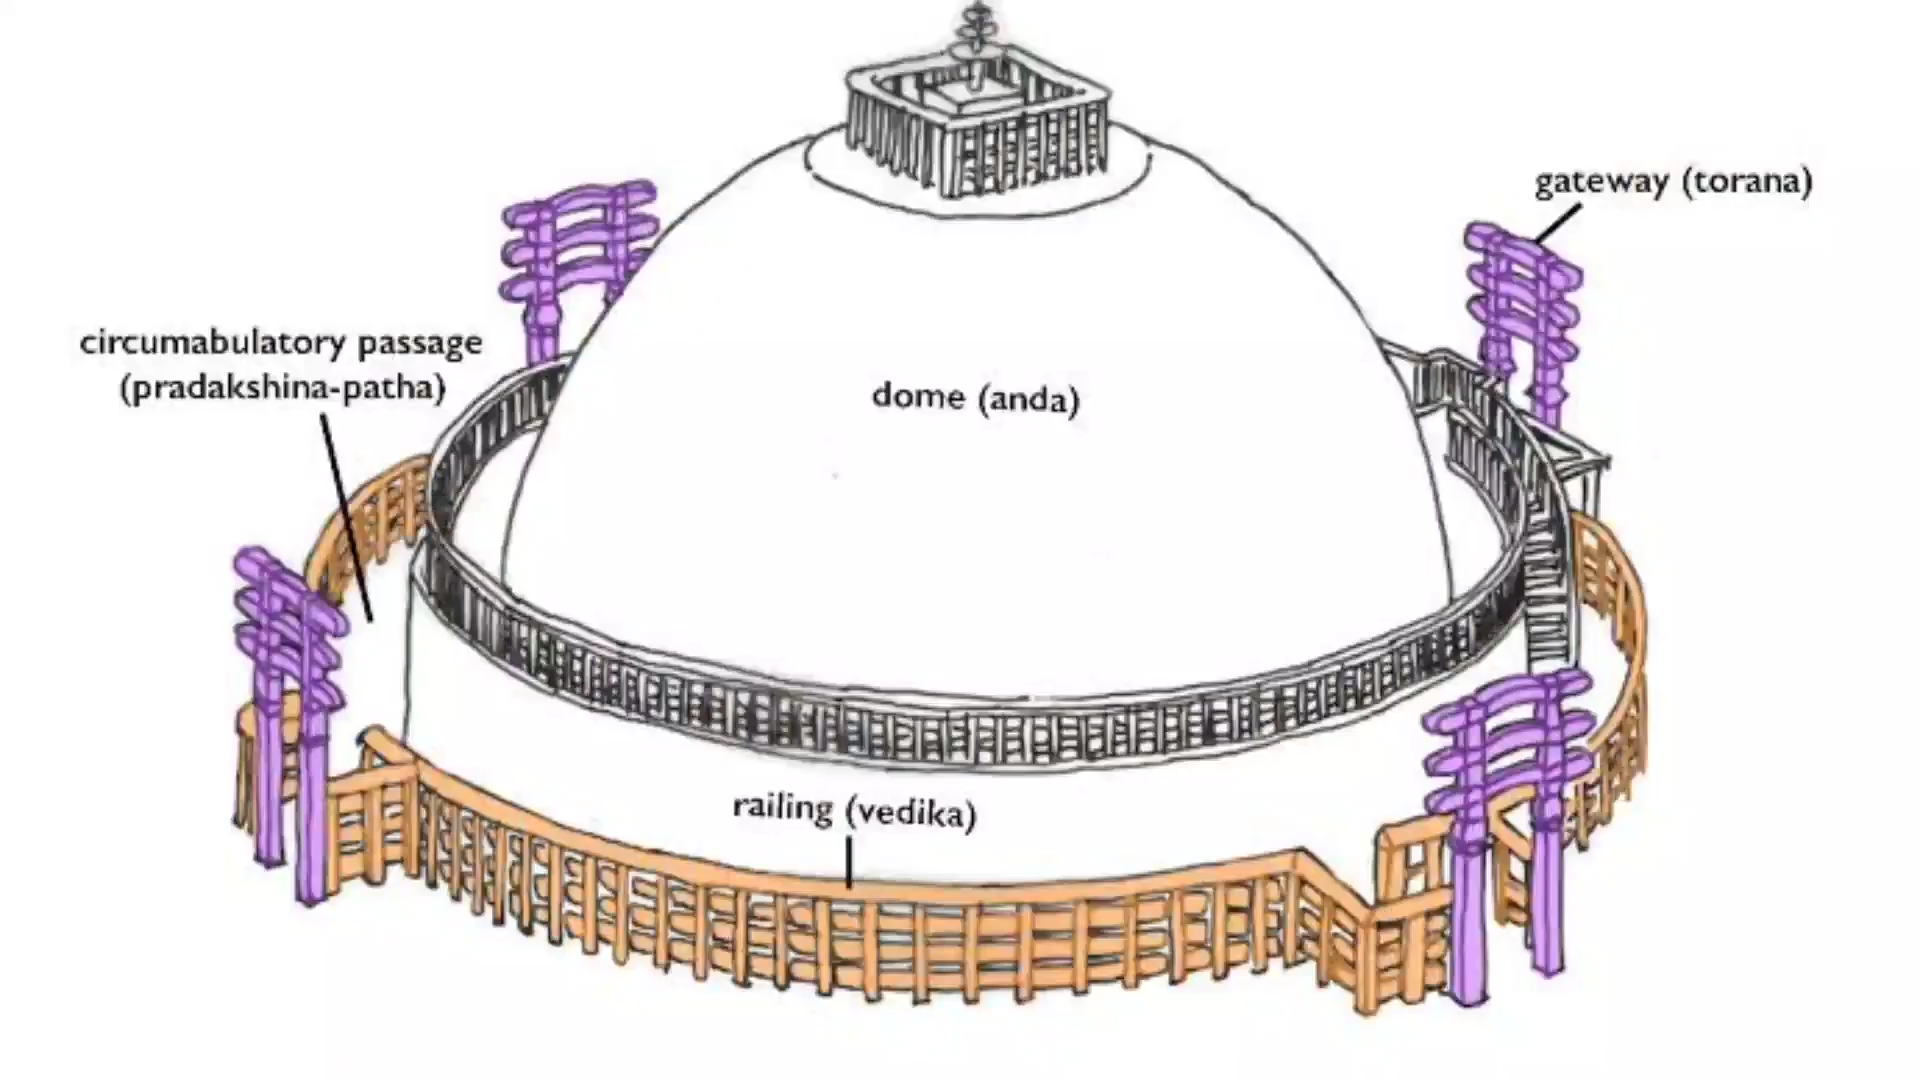 gateway (torana)
circumabulatory passage
(pradakshina-patha)
dome (anda)
railing (vedika)